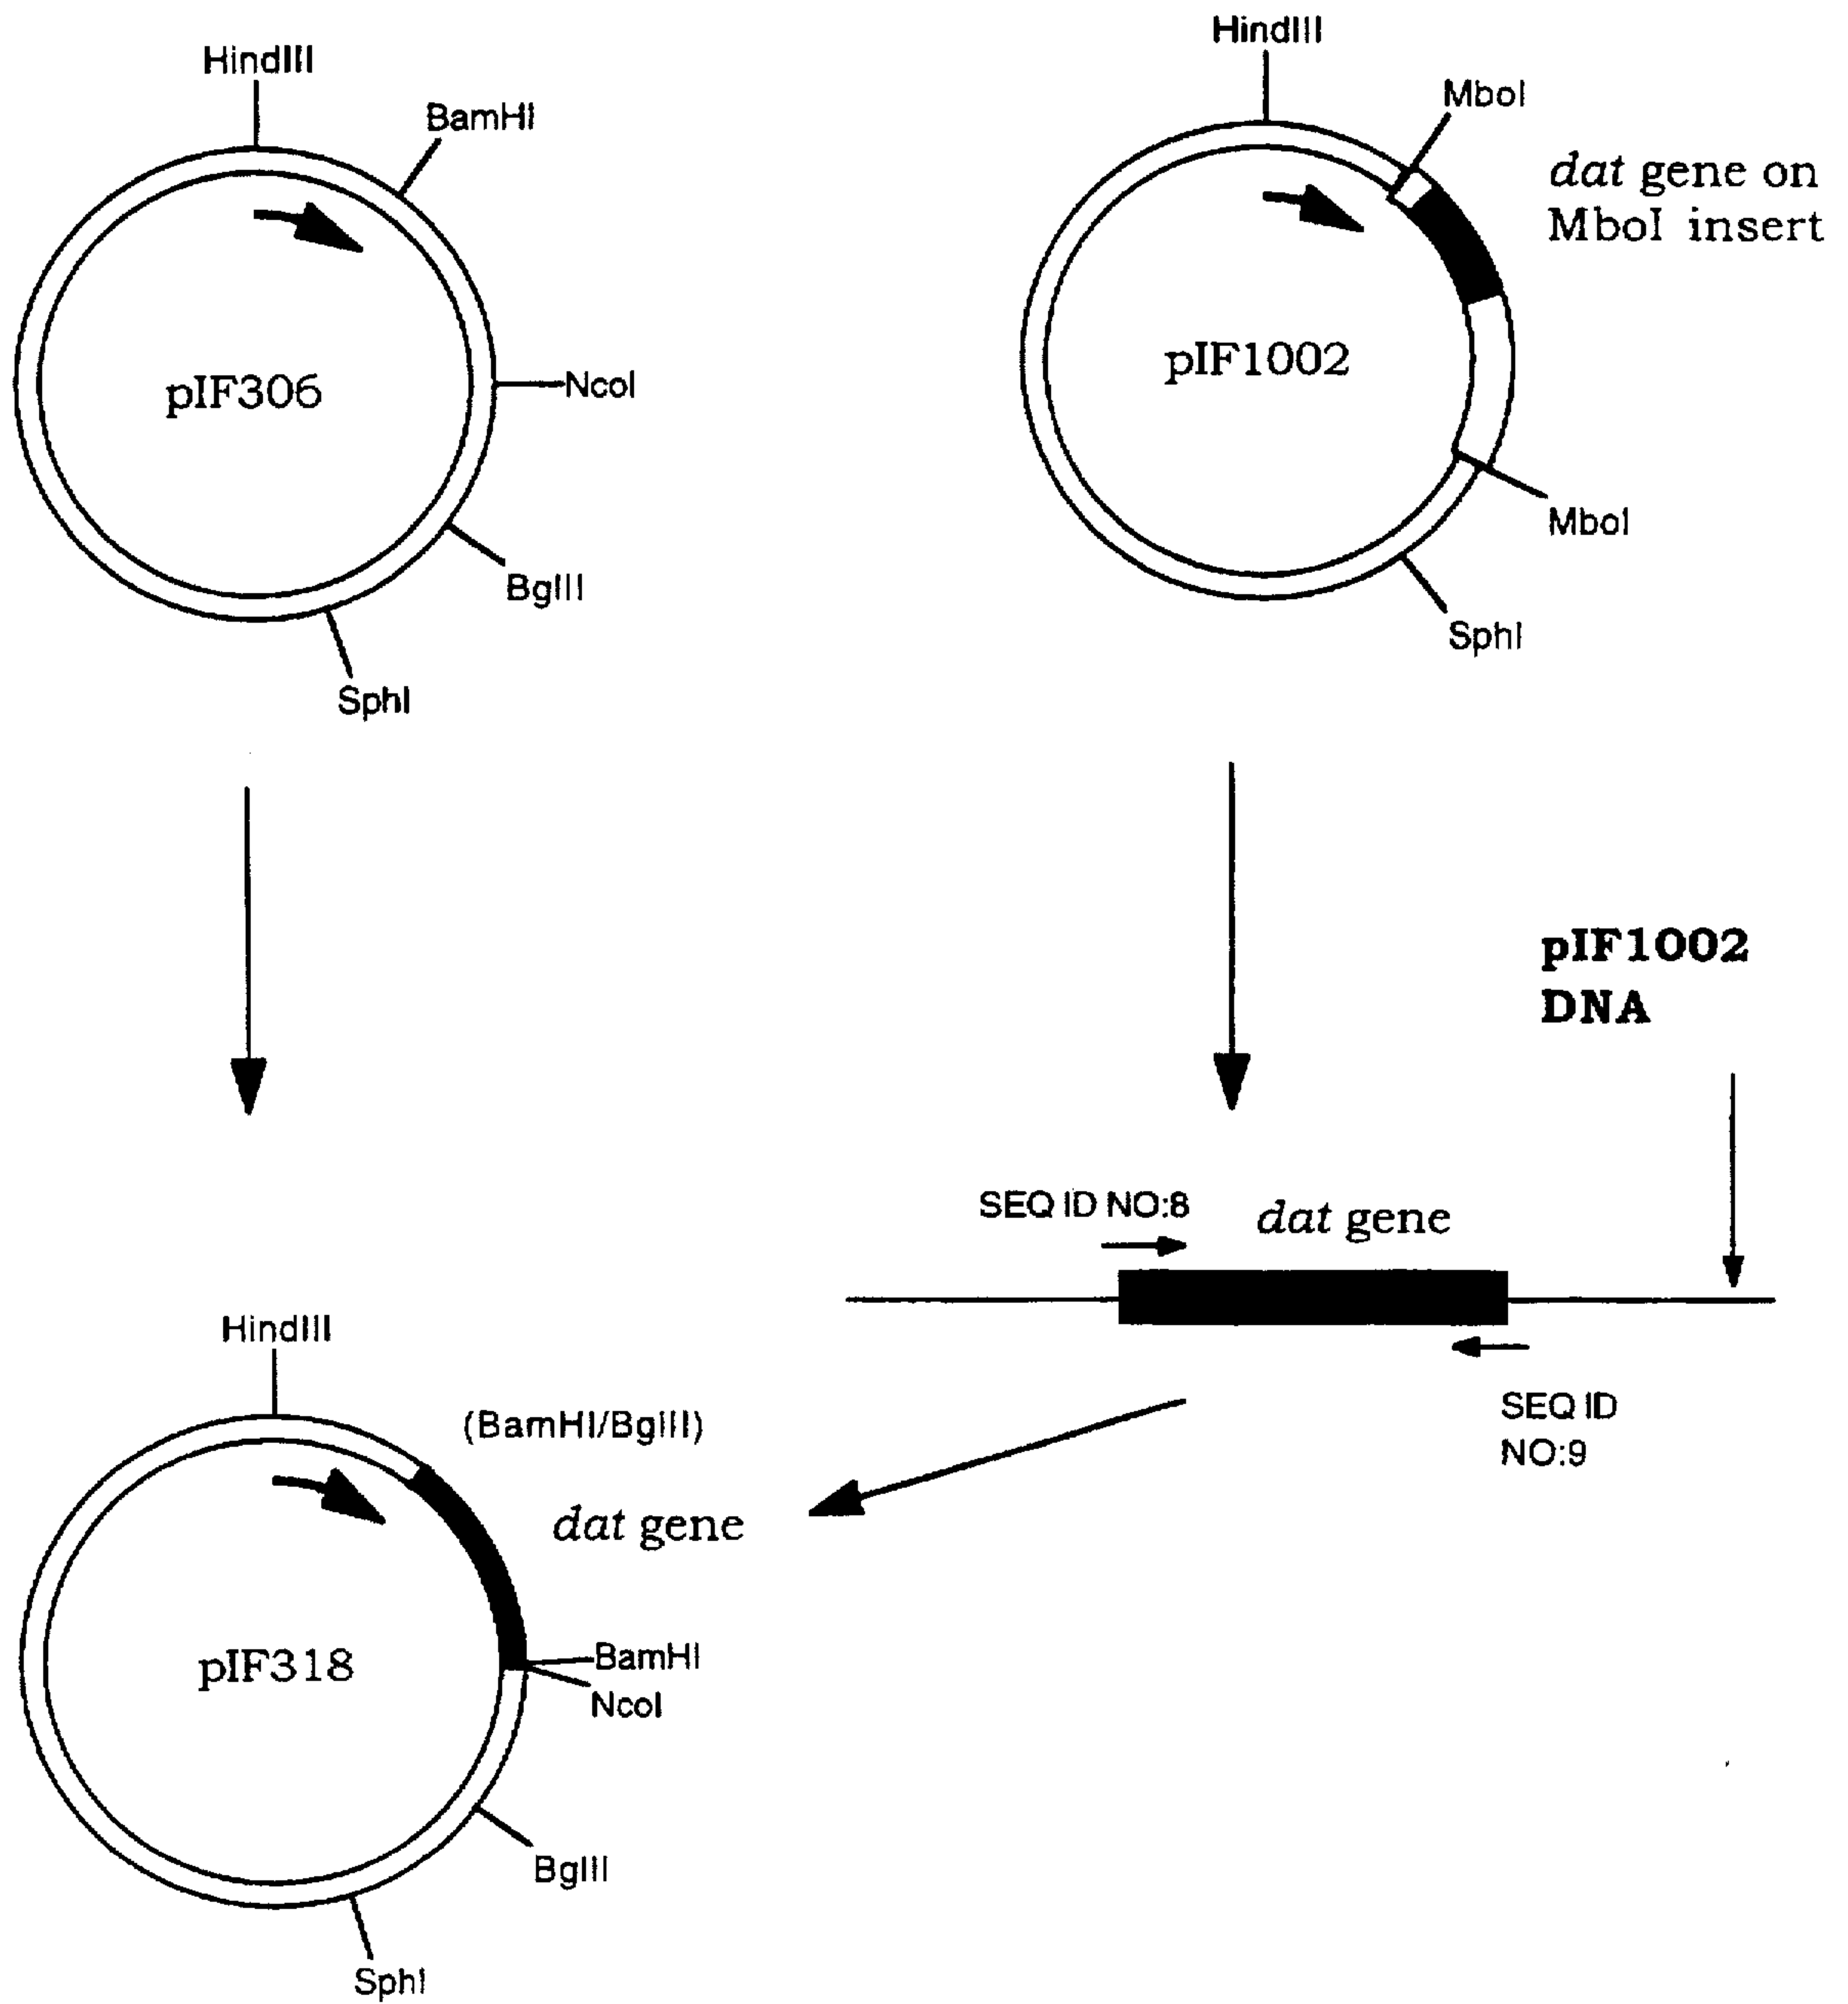 HindIII
BamHI
pIF306
NcoI
BglII
SphI
HindIII
MboI
dat gene on
MboI insert
pIF1002
MboI
SphI
pIF1002
DNA
SEQ ID NO:8
dat gene
SEQ ID
NO:9
HindIII
(BamHI/BglII)
dat gene
pIF318
BamHI
NcoI
BglII
SphI